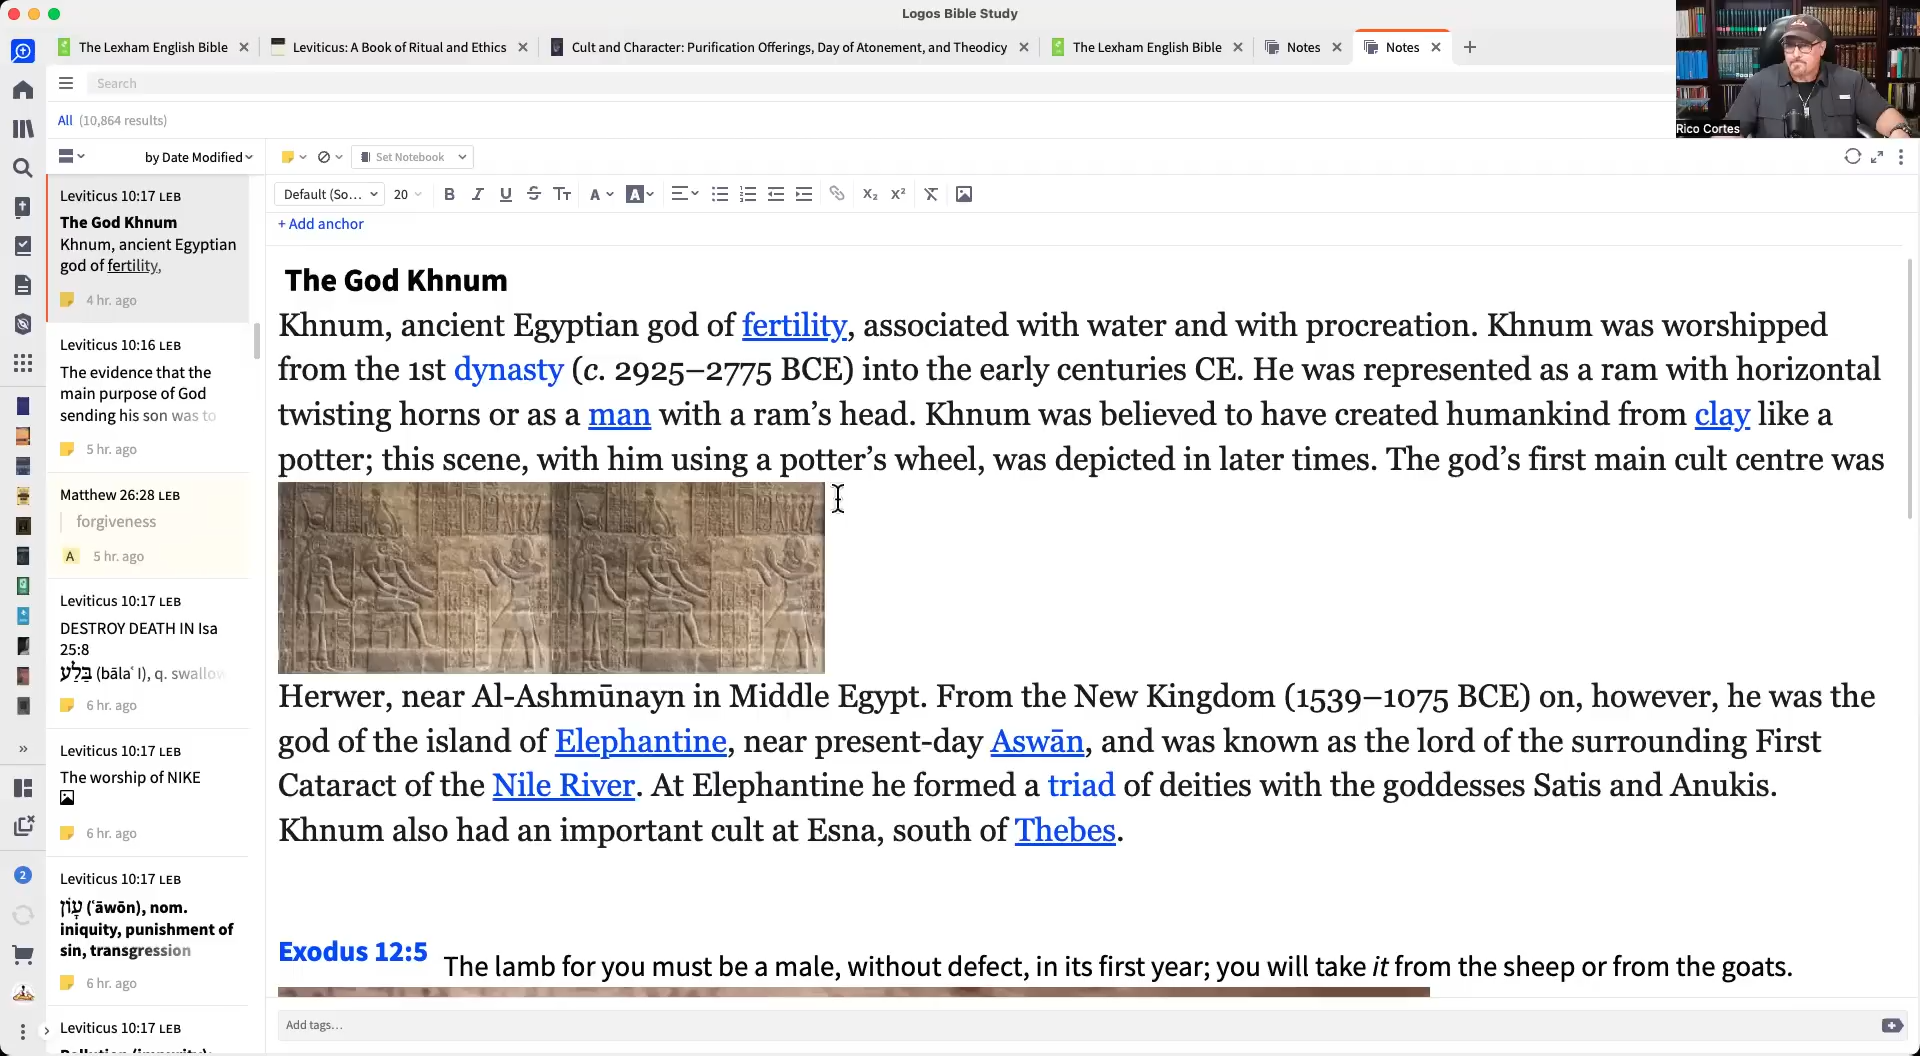 Logos Bible Study
The Lexham English Bible
Leviticus: A Book of Ritual and Ethics
Cult and Character: Purification Offerings, Day of Atonement, and Theodicy
The Lexham English Bible
Notes
Notes
Search
Rico Cortes
All (10,864 results)
by Date Modified
Set Notebook
Default (So...
20
+ Add anchor
Leviticus 10:17 LEB
The God Khnum
Khnum, ancient Egyptian
god of fertility,
4 hr. ago
Leviticus 10:16 LEB
The evidence that the
main purpose of God
sending his son was to
5 hr. ago
Matthew 26:28 LEB
forgiveness
A 5 hr. ago
Leviticus 10:17 LEB
DESTROY DEATH IN Isa
25:8
בָּלַע (bālaʿ I), q. swallow
6 hr. ago
Leviticus 10:17 LEB
The worship of NIKE
6 hr. ago
2
Leviticus 10:17 LEB
עָוֺן (ʿāwōn), nom.
iniquity, punishment of
sin, transgression
6 hr. ago
Leviticus 10:17 LEB
The God Khnum
Khnum, ancient Egyptian god of fertility, associated with water and with procreation. Khnum was worshipped
from the 1st dynasty (c. 2925–2775 BCE) into the early centuries CE. He was represented as a ram with horizontal
twisting horns or as a man with a ram’s head. Khnum was believed to have created humankind from clay like a
potter; this scene, with him using a potter’s wheel, was depicted in later times. The god’s first main cult centre was
Herwer, near Al-Ashmūnayn in Middle Egypt. From the New Kingdom (1539–1075 BCE) on, however, he was the
god of the island of Elephantine, near present-day Aswān, and was known as the lord of the surrounding First
Cataract of the Nile River. At Elephantine he formed a triad of deities with the goddesses Satis and Anukis.
Khnum also had an important cult at Esna, south of Thebes.
Exodus 12:5 The lamb for you must be a male, without defect, in its first year; you will take it from the sheep or from the goats.
Add tags...